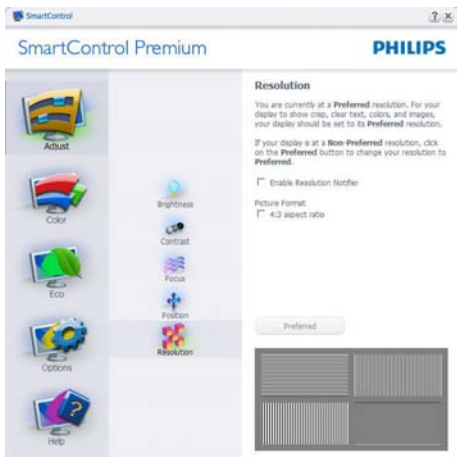 SmartControl
SmartControl Premium
PHILIPS
Adjust
Color
Eco
Options
Help
Brightness
Contrast
Focus
Position
Resolution
Resolution
You are currently at a Preferred resolution. For your
display to show crisp, clear text, colors, and images,
your display should be set to its Preferred resolution.
If your display is at a Non-Preferred resolution, click
on the Preferred button to change your resolution to
Preferred.
Enable Resolution Notifier
Picture Format
4:3 aspect ratio
Preferred